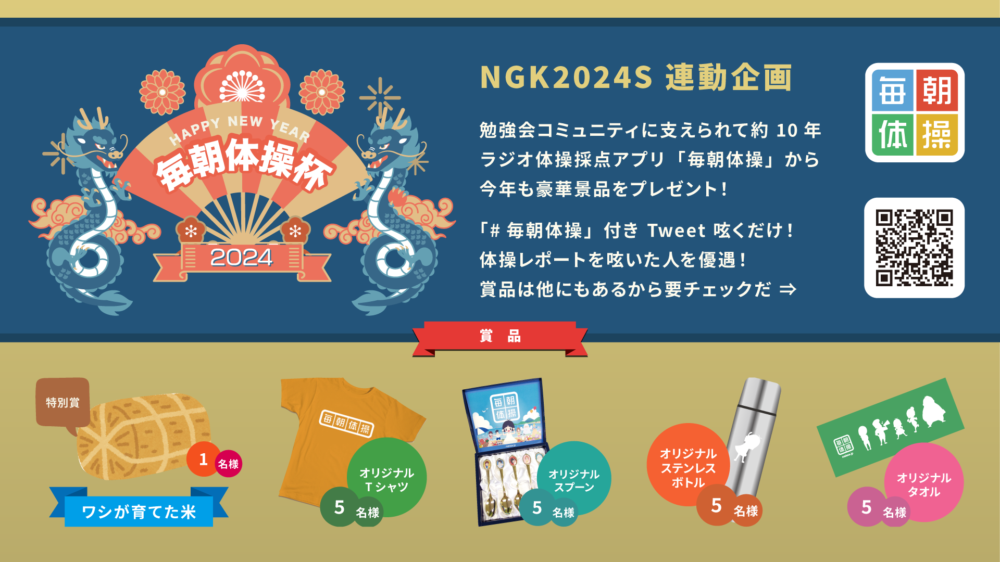 HAPPY NEW YEAR
毎朝体操杯
2024
NGK2024S 連動企画
勉強会コミュニティに支えられて約 10 年
ラジオ体操採点アプリ「毎朝体操」から
今年も豪華景品をプレゼント！
「# 毎朝体操」付き Tweet 呟くだけ！
体操レポートを呟いた人を優遇！
賞品は他にもあるから要チェックだ ⇒
毎朝
体操
賞 品
特別賞
1 名様
ワシが育てた米
毎朝体操
オリジナル
T シャツ
5 名様
毎朝
体操
オリジナル
スプーン
5 名様
オリジナル
ステンレス
ボトル
5 名様
毎朝
体操
オリジナル
タオル
5 名様